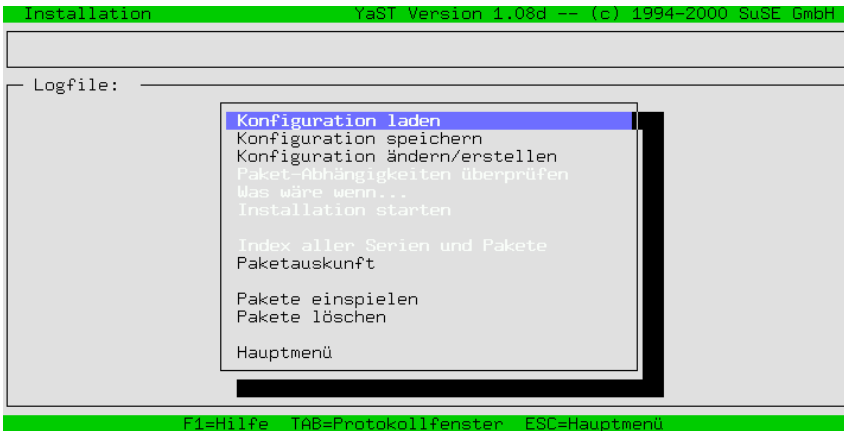 Installation YaST Version 1.08d -- (c) 1994-2000 SuSE GmbH
Logfile:
Konfiguration laden
Konfiguration speichern
Konfiguration ändern/erstellen
Paket-Abhängigkeiten überprüfen
Was wäre wenn...
Installation starten
Index aller Serien und Pakete
Paketauskunft
Pakete einspielen
Pakete löschen
Hauptmenü
F1=Hilfe TAB=Protokollfenster ESC=Hauptmenü